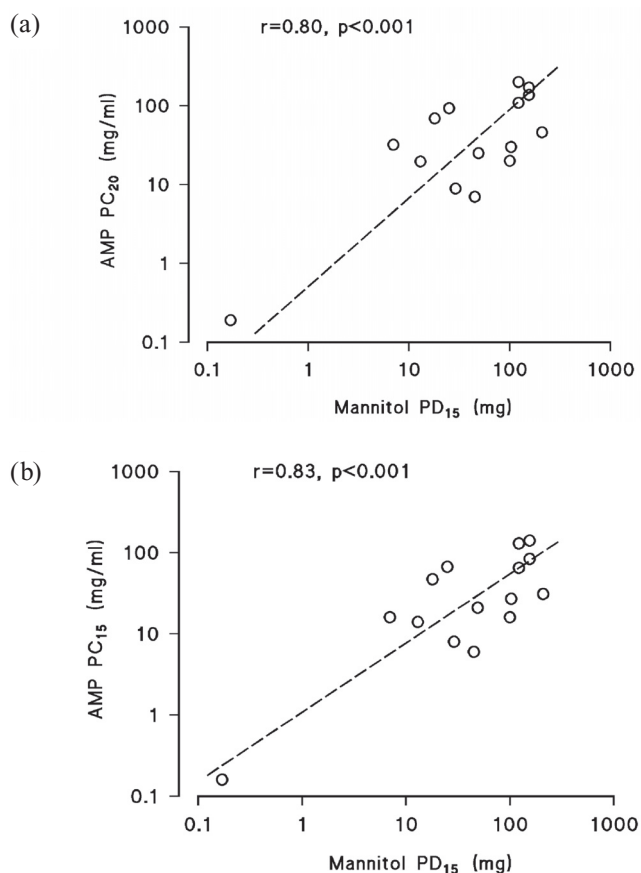 (a)
r=0.80, p<0.001
1000
100
10
1
0.1
AMP PC20 (mg/ml)
0.1 1 10 100 1000
Mannitol PD15 (mg)
(b)
r=0.83, p<0.001
1000
100
10
1
0.1
AMP PC15 (mg/ml)
0.1 1 10 100 1000
Mannitol PD15 (mg)